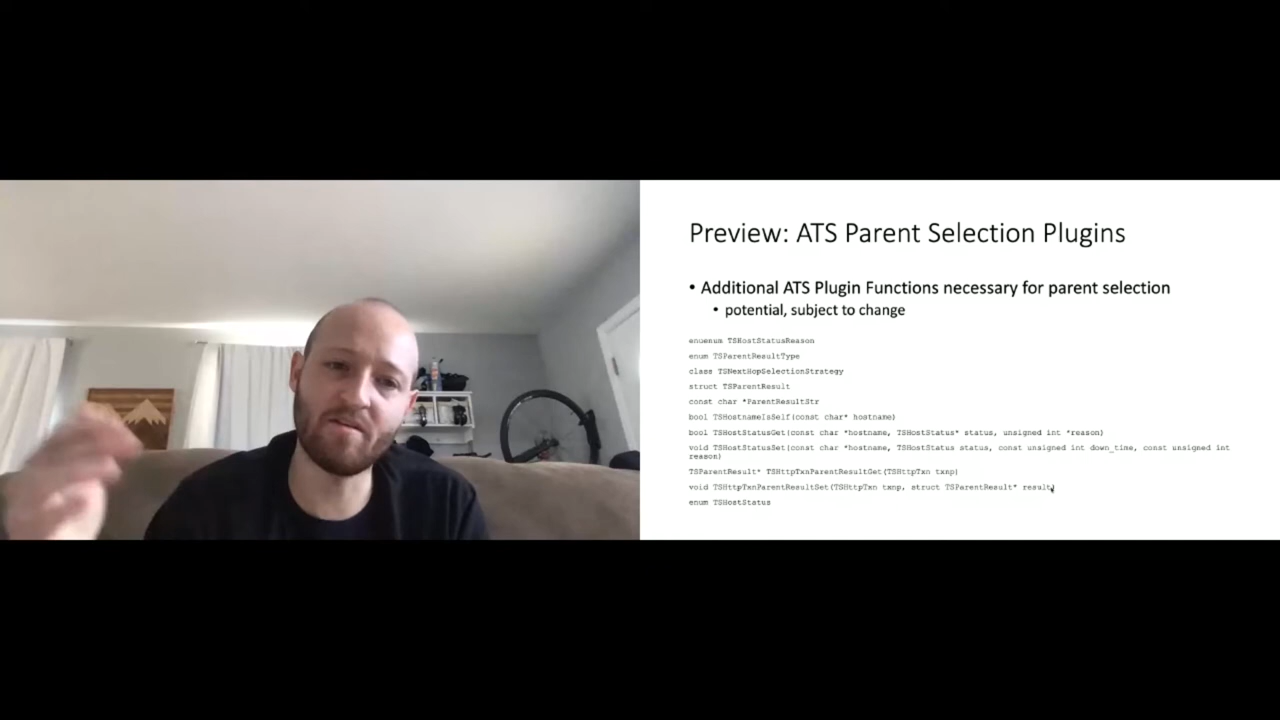 Preview: ATS Parent Selection Plugins
• Additional ATS Plugin Functions necessary for parent selection
• potential, subject to change
enuenum TSHostStatusReason
enum TSParentResultType
class TSNextHopSelectionStrategy
struct TSParentResult
const char *ParentResultStr
bool TSHostnameIsSelf(const char* hostname)
bool TSHostStatusGet(const char *hostname, TSHostStatus* status, unsigned int *reason)
void TSHostStatusSet(const char *hostname, TSHostStatus status, const unsigned int down_time, const unsigned int
reason)
TSParentResult* TSHttpTxnParentResultGet(TSHttpTxn txnp)
void TSHttpTxnParentResultSet(TSHttpTxn txnp, struct TSParentResult* result)
enum TSHostStatus